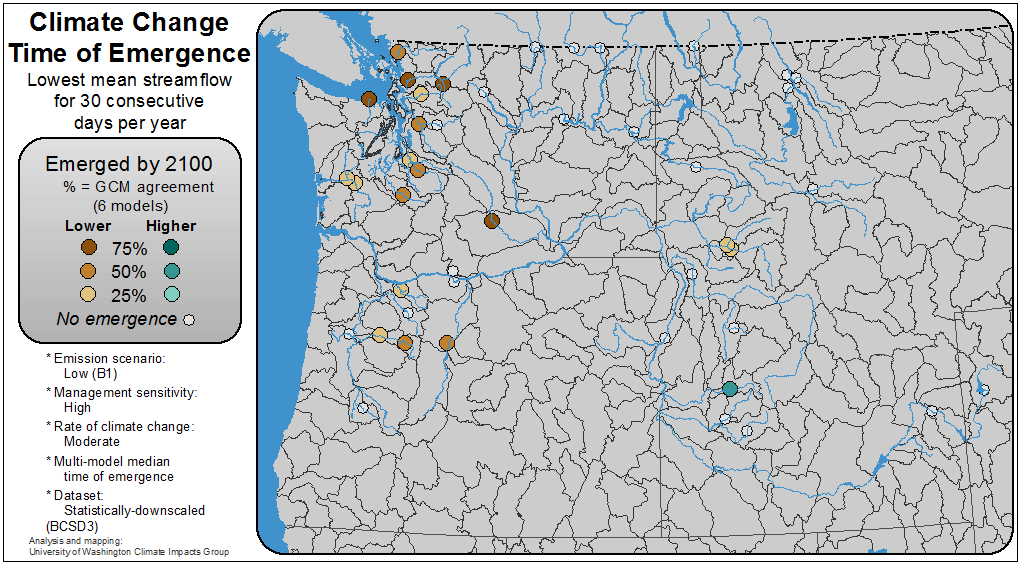 Climate Change
Time of Emergence
Lowest mean streamflow
for 30 consecutive
days per year
Emerged by 2100
% = GCM agreement
(6 models)
Lower Higher
75%
50%
25%
No emergence
* Emission scenario:
Low (B1)
* Management sensitivity:
High
* Rate of climate change:
Moderate
* Multi-model median
time of emergence
* Dataset:
Statistically-downscaled
(BCSD3)
Analysis and mapping:
University of Washington Climate Impacts Group